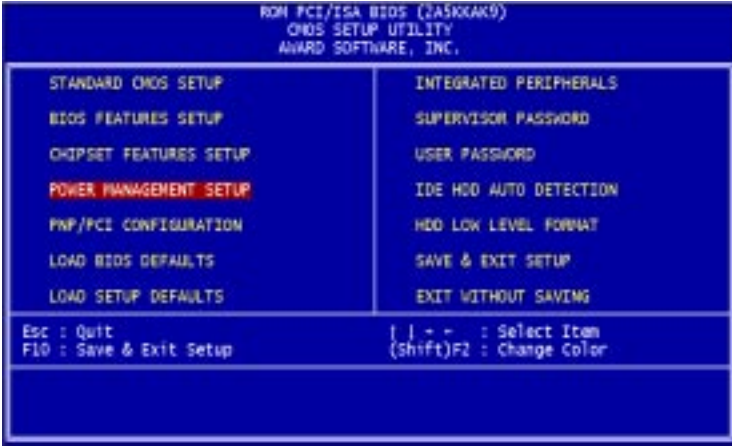 ROM PCI/ISA BIOS (2A5KKAK9)
CMOS SETUP UTILITY
AWARD SOFTWARE, INC.
STANDARD CMOS SETUP
BIOS FEATURES SETUP
CHIPSET FEATURES SETUP
POWER MANAGEMENT SETUP
PNP/PCI CONFIGURATION
LOAD BIOS DEFAULTS
LOAD SETUP DEFAULTS
INTEGRATED PERIPHERALS
SUPERVISOR PASSWORD
USER PASSWORD
IDE HDD AUTO DETECTION
HDD LOW LEVEL FORMAT
SAVE & EXIT SETUP
EXIT WITHOUT SAVING
Esc : Quit
F10 : Save & Exit Setup
: Select Item
(Shift)F2 : Change Color